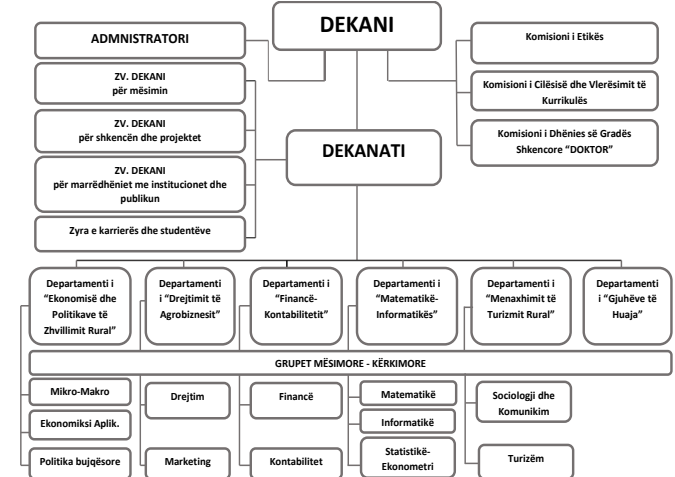 DEKANI
ADMNISTRATORI
Komisioni i Etikës
ZV. DEKANI
për mësimin
Komisioni i Cilësisë dhe Vlerësimit të
Kurrikulës
ZV. DEKANI
për shkencën dhe projektet
Komisioni i Dhënies së Gradës
Shkencore “DOKTOR”
DEKANATI
ZV. DEKANI
për marrëdhëniet me institucionet dhe
publikun
Zyra e karrierës dhe studentëve
Departamenti i
“Ekonomisë dhe
Politikave të
Zhvillimit Rural”
Departamenti
i “Drejtimit të
Agrobiznesit”
Departamenti i
“Financë-
Kontabilitetit”
Departamenti i
“Matematikë-
Informatikës”
Departamenti i
“Menaxhimit të
Turizmit Rural”
Departamenti
i “Gjuhëve të
Huaja”
GRUPET MËSIMORE - KËRKIMORE
Mikro-Makro
Ekonomiksi Aplik.
Politika bujqësore
Drejtim
Marketing
Financë
Kontabilitet
Matematikë
Informatikë
Statistikë-
Ekonometri
Sociologji dhe
Komunikim
Turizëm